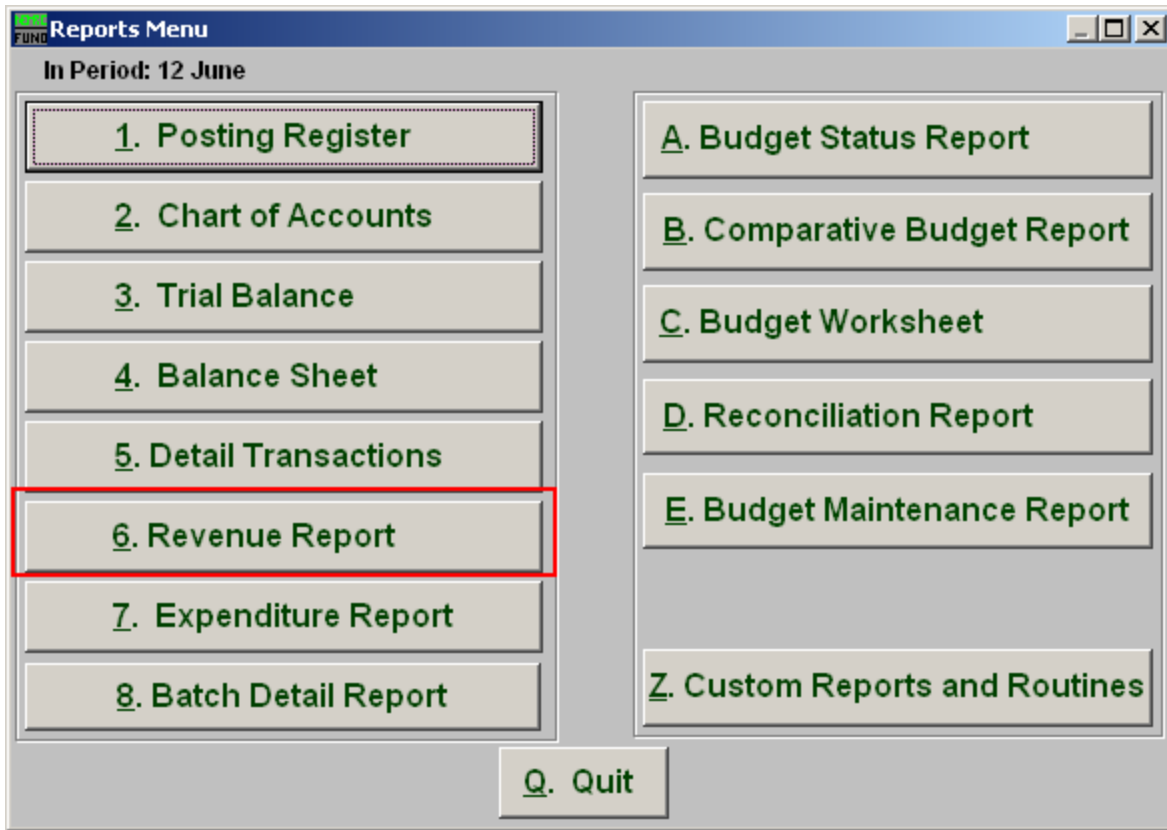 NEMRC
FUND
Reports Menu
In Period: 12 June
1. Posting Register
2. Chart of Accounts
3. Trial Balance
4. Balance Sheet
5. Detail Transactions
6. Revenue Report
7. Expenditure Report
8. Batch Detail Report
A. Budget Status Report
B. Comparative Budget Report
C. Budget Worksheet
D. Reconciliation Report
E. Budget Maintenance Report
Z. Custom Reports and Routines
Q. Quit